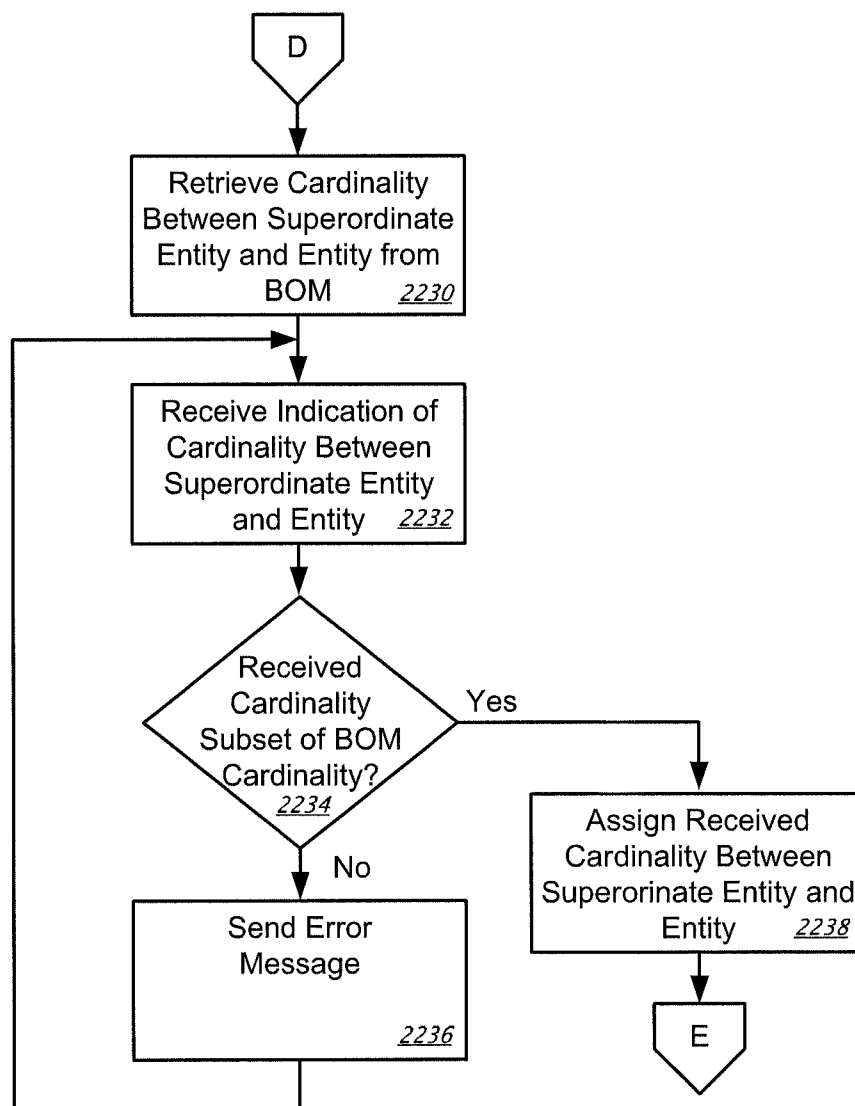 D
Retrieve Cardinality
Between Superordinate
Entity and Entity from
BOM 2230
Receive Indication of
Cardinality Between
Superordinate Entity
and Entity 2232
Received
Cardinality
Subset of BOM
Cardinality?
2234
Yes
No
Send Error
Message
2236
Assign Received
Cardinality Between
Superorinate Entity and
Entity 2238
E